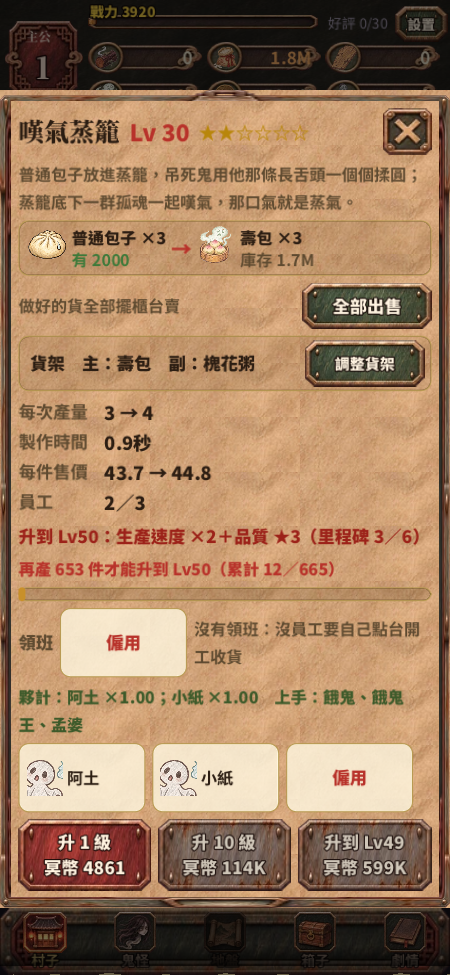 戰力.3920
好評 0/30
設置
主公
1
0
1.8M
0
嘆氣蒸籠 Lv 30 ★★☆☆☆☆
普通包子放進蒸籠，吊死鬼用他那條長舌頭一個個揉圓；
蒸籠底下一群孤魂一起嘆氣，那口氣就是蒸氣。
普通包子 ×3 → 壽包 ×3
有 2000
庫存 1.7M
做好的貨全部擺櫃台賣
全部出售
貨架 主：壽包 副：槐花粥
調整貨架
每次產量 3 → 4
製作時間 0.9秒
每件售價 43.7 → 44.8
員工 2／3
升到 Lv50：生產速度 ×2＋品質 ★3（里程碑 3／6）
再產 653 件才能升到 Lv50（累計 12／665）
領班
僱用
沒有領班：沒員工要自己點台開
工收貨
夥計：阿土 ×1.00；小紙 ×1.00 上手：餓鬼、餓鬼
王、孟婆
阿土
小紙
僱用
升 1 級
冥幣 4861
升 10 級
冥幣 114K
升到 Lv49
冥幣 599K
村子
鬼怪
箱子
劇情